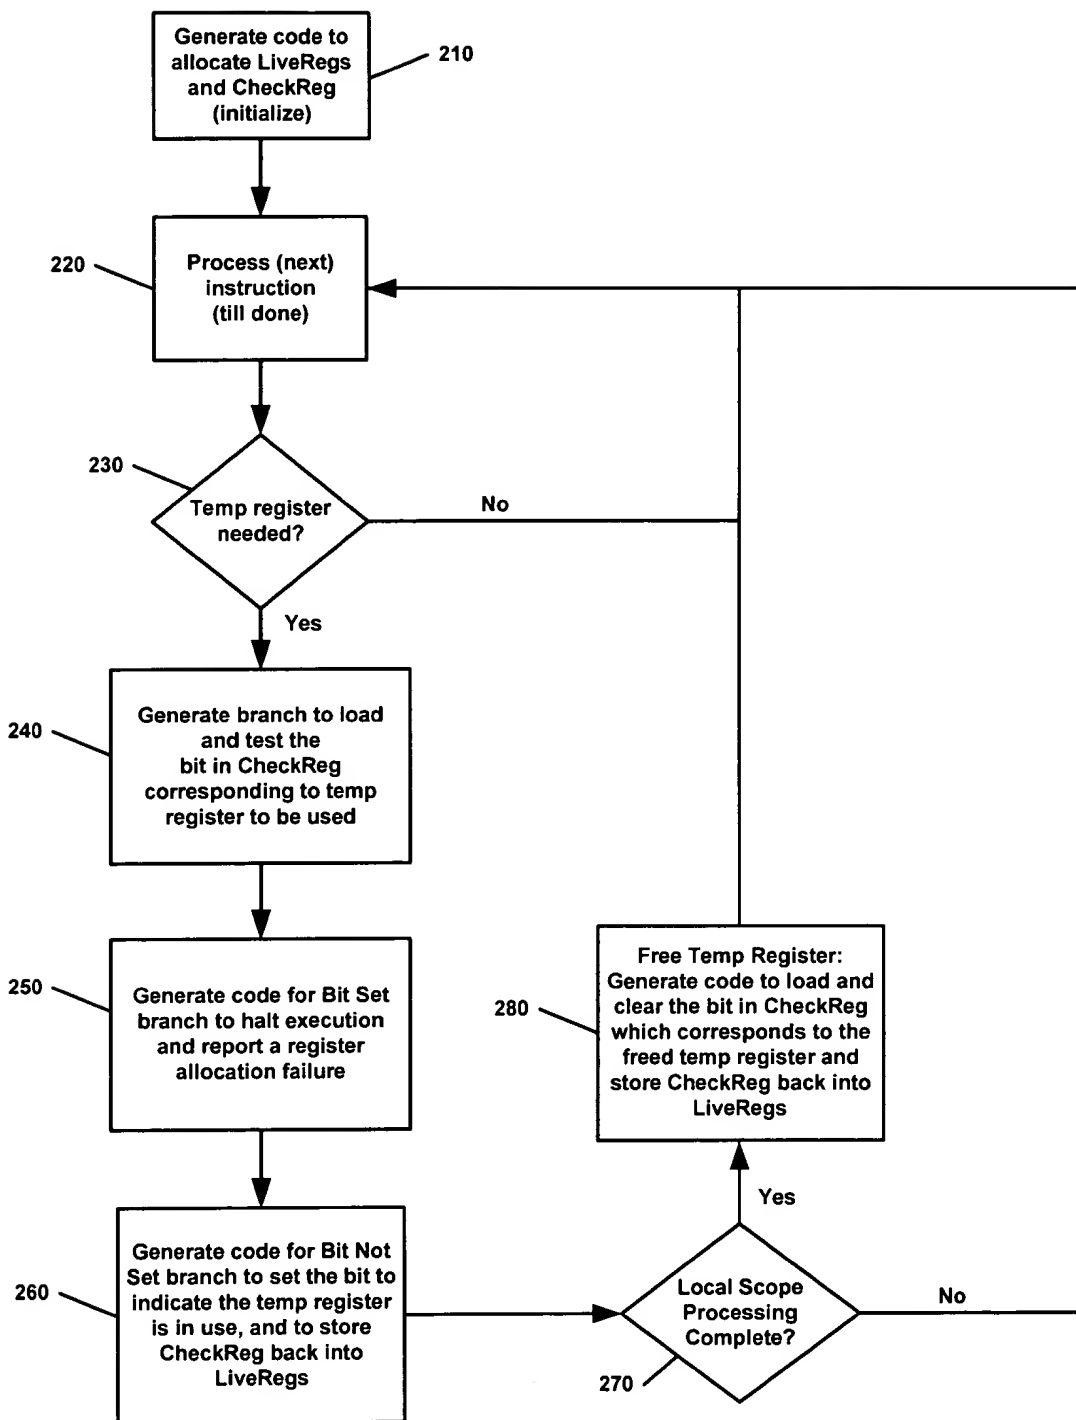 Generate code to
allocate LiveRegs
and CheckReg
(initialize)
210
220
Process (next)
instruction
(till done)
230
Temp register
needed?
No
Yes
240
Generate branch to load
and test the
bit in CheckReg
corresponding to temp
register to be used
250
Generate code for Bit Set
branch to halt execution
and report a register
allocation failure
260
Generate code for Bit Not
Set branch to set the bit to
indicate the temp register
is in use, and to store
CheckReg back into
LiveRegs
280
Free Temp Register:
Generate code to load and
clear the bit in CheckReg
which corresponds to the
freed temp register and
store CheckReg back into
LiveRegs
Yes
Local Scope
Processing
Complete?
No
270